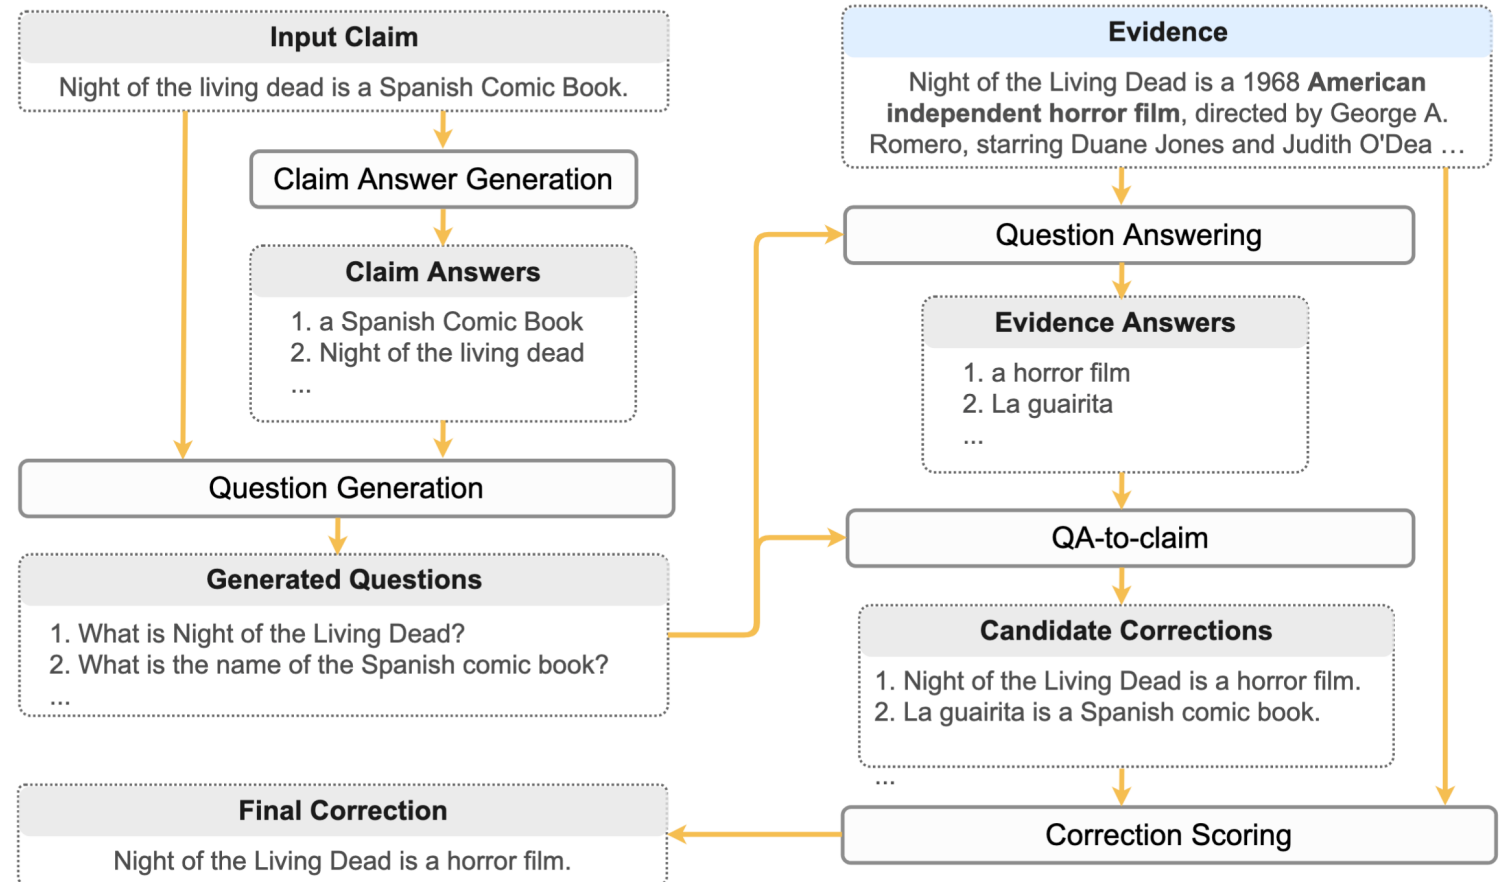 Input Claim
Night of the living dead is a Spanish Comic Book.
Claim Answer Generation
Claim Answers
1. a Spanish Comic Book
2. Night of the living dead
...
Question Generation
Generated Questions
1. What is Night of the Living Dead?
2. What is the name of the Spanish comic book?
...
Evidence
Night of the Living Dead is a 1968 American
independent horror film, directed by George A.
Romero, starring Duane Jones and Judith O'Dea ...
Question Answering
Evidence Answers
1. a horror film
2. La guairita
...
QA-to-claim
Candidate Corrections
1. Night of the Living Dead is a horror film.
2. La guairita is a Spanish comic book.
...
Correction Scoring
Final Correction
Night of the Living Dead is a horror film.